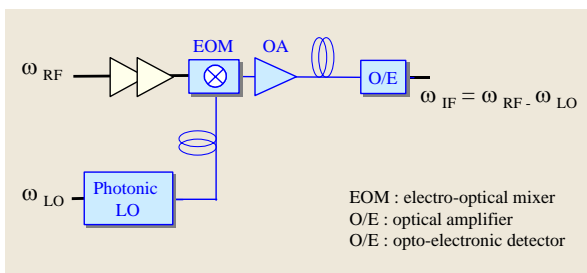 EOM OA
ω RF
O/E
ω IF = ω RF - ω LO
ω LO
Photonic
LO
EOM : electro-optical mixer
O/E : optical amplifier
O/E : opto-electronic detector